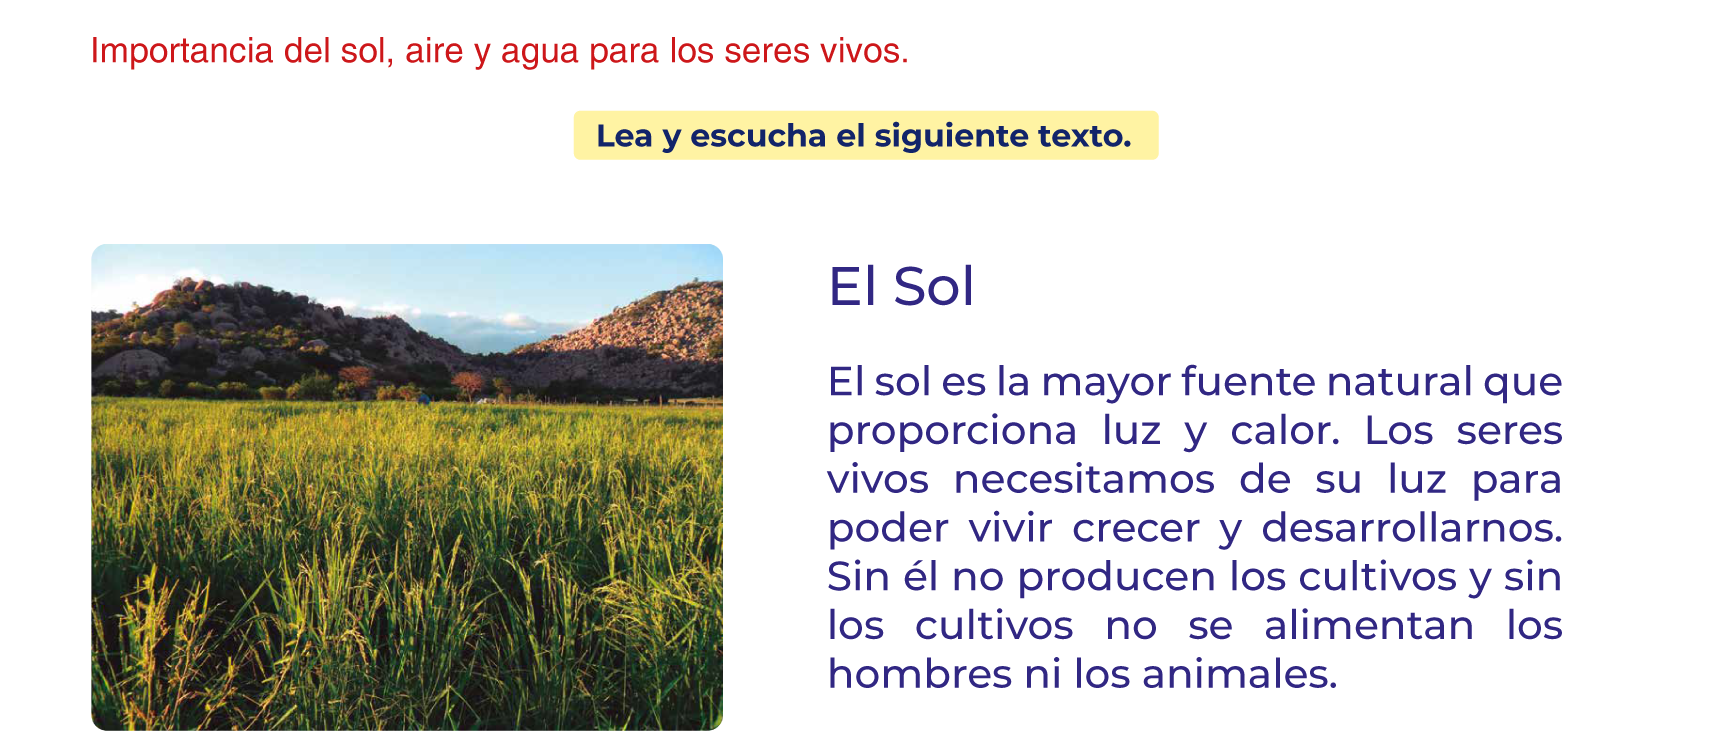 Importancia del sol, aire y agua para los seres vivos.
Lea y escucha el siguiente texto.
El Sol
El sol es la mayor fuente natural que
proporciona luz y calor. Los seres
vivos necesitamos de su luz para
poder vivir crecer y desarrollarnos.
Sin él no producen los cultivos y sin
los cultivos no se alimentan los
hombres ni los animales.